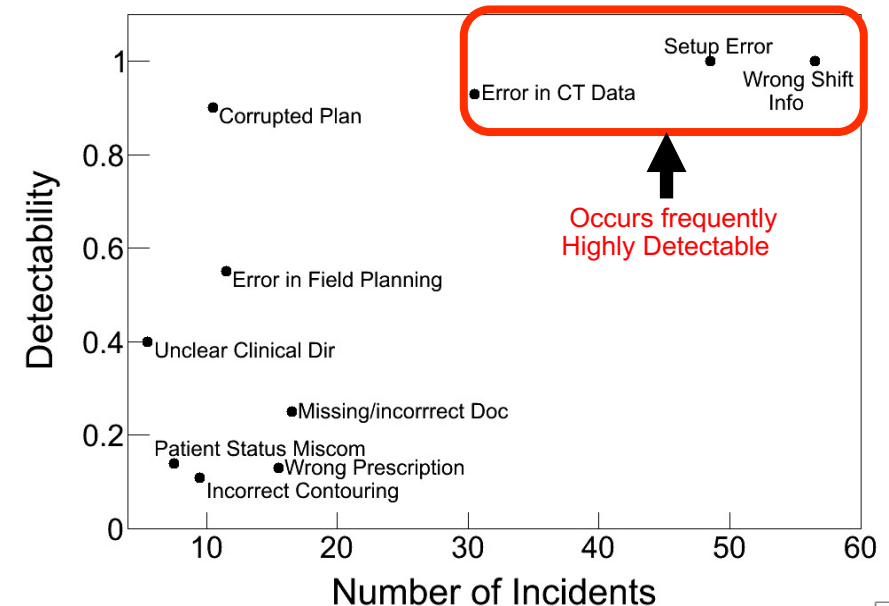 1
0.8
0.6
0.4
0.2
0
Detectability
Setup Error
Wrong Shift
Info
Error in CT Data
Corrupted Plan
Occurs frequently
Highly Detectable
Error in Field Planning
Unclear Clinical Dir
Missing/incorrrect Doc
Patient Status Miscom
Wrong Prescription
Incorrect Contouring
10 20 30 40 50 60
Number of Incidents